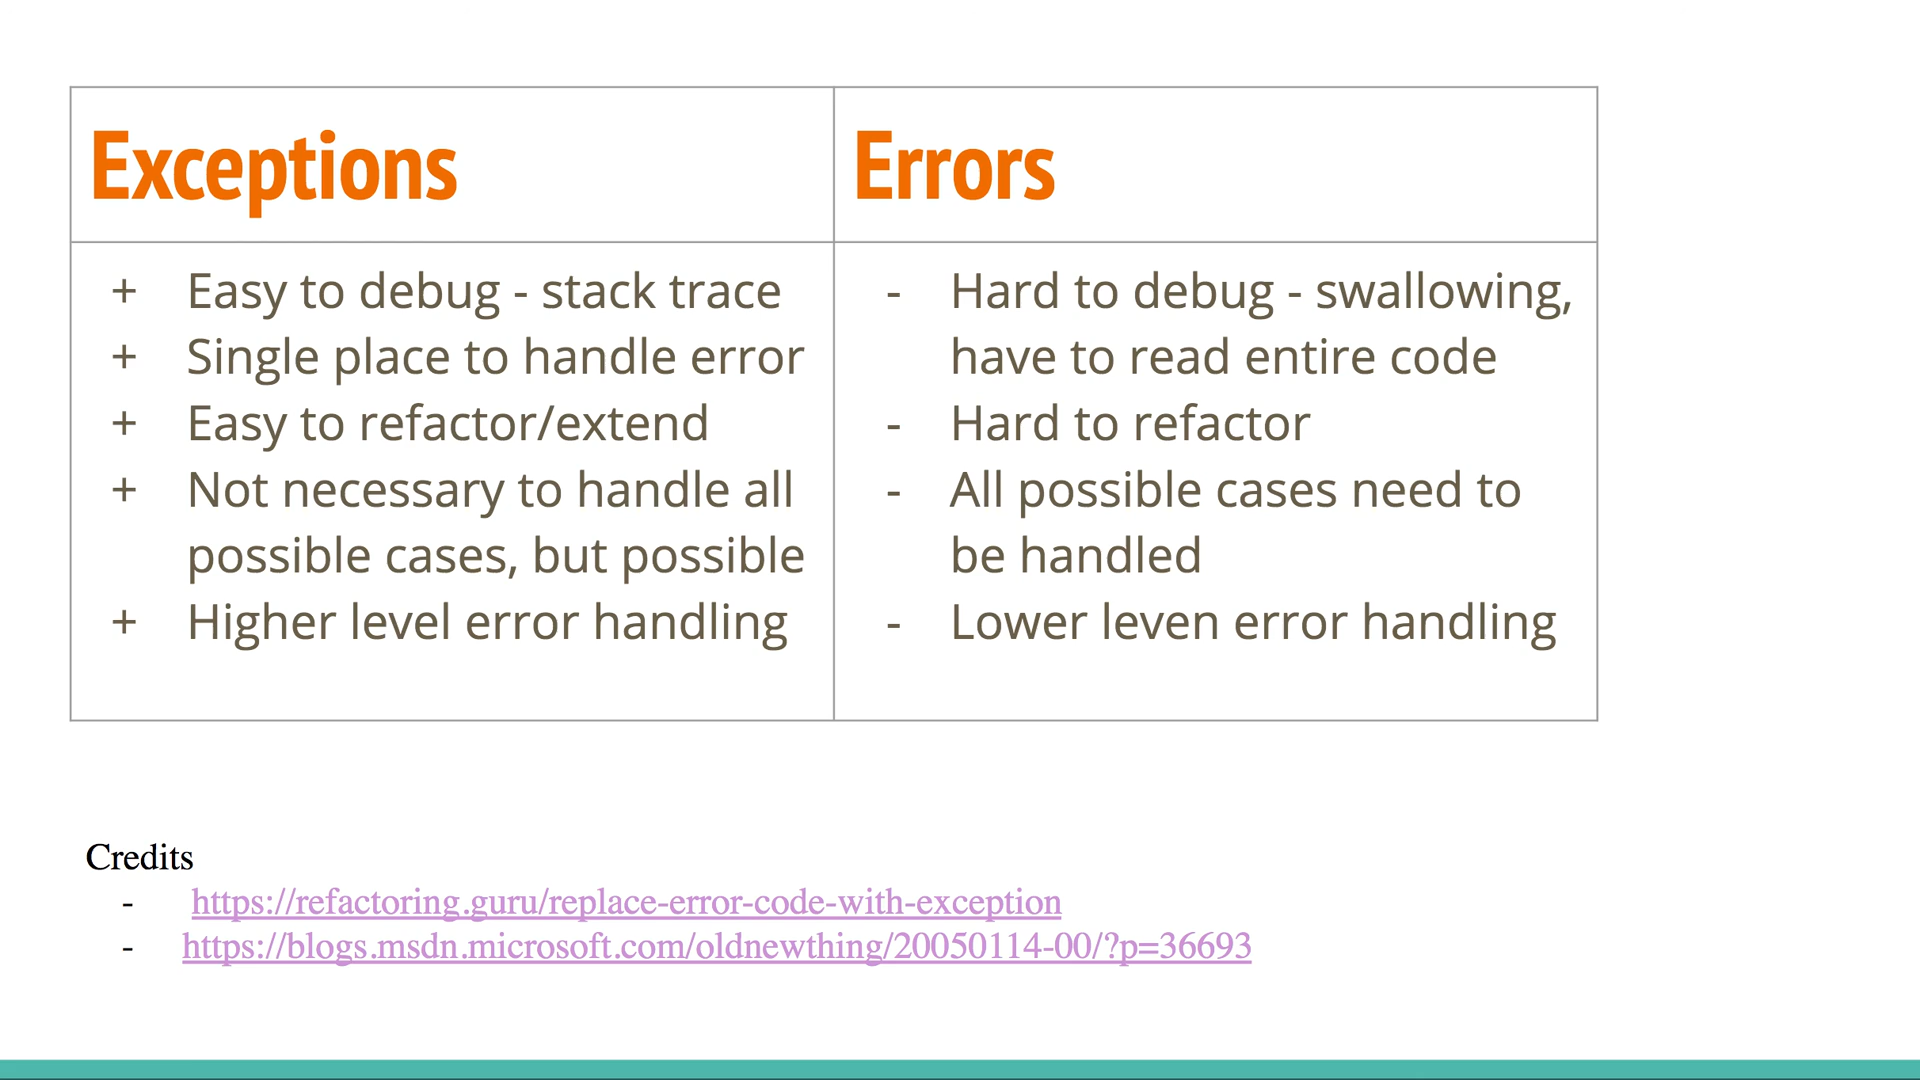 Exceptions
Errors
+ Easy to debug - stack trace
+ Single place to handle error
+ Easy to refactor/extend
+ Not necessary to handle all
possible cases, but possible
+ Higher level error handling
- Hard to debug - swallowing,
have to read entire code
- Hard to refactor
- All possible cases need to
be handled
- Lower leven error handling
Credits
- https://refactoring.guru/replace-error-code-with-exception
- https://blogs.msdn.microsoft.com/oldnewthing/20050114-00/?p=36693